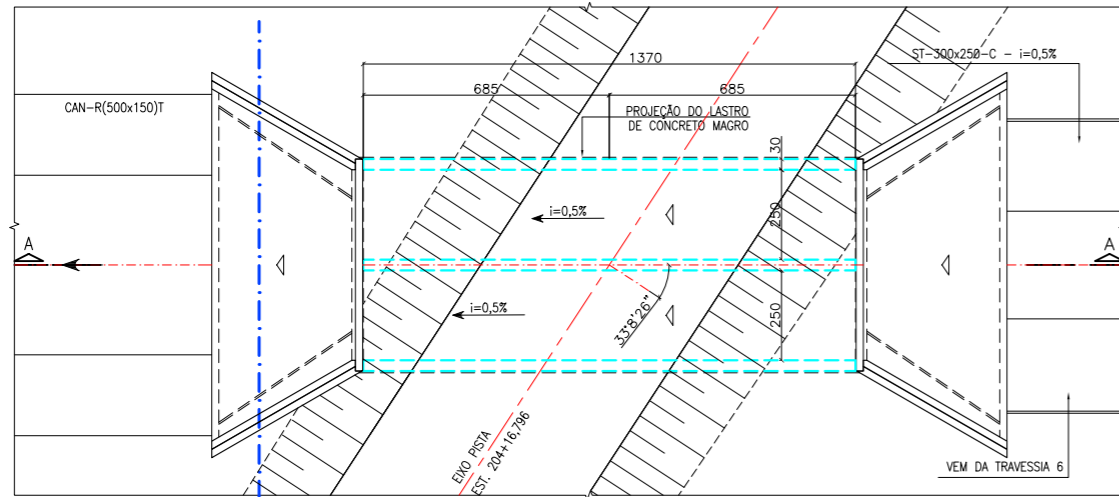 1370
ST-300x250-C - i=0,5%
685
685
CAN-R(500x150)T
PROJEÇÃO DO LASTRO
DE CONCRETO MAGRO
30
i=0,5%
250
A
A
i=0,5%
250
33°8'26"
EIXO PISTA
EST. 204+16,796
VEM DA TRAVESSIA 6